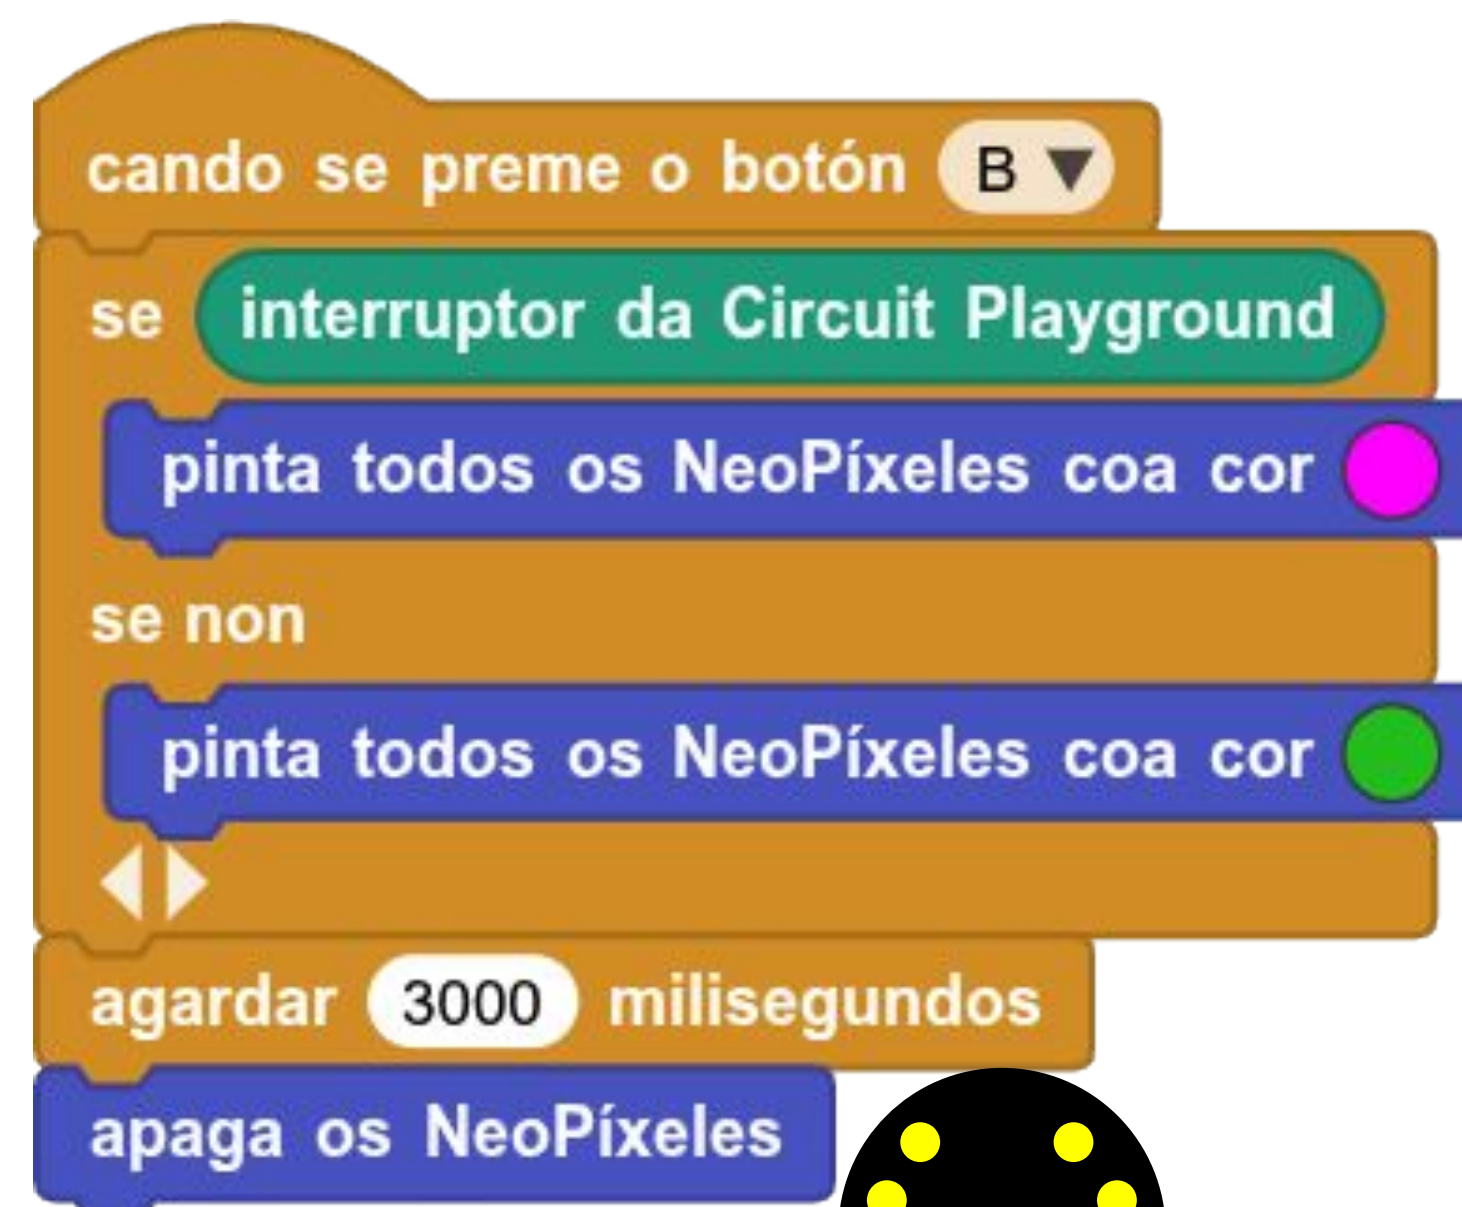 cando se preme o botón B
se interruptor da Circuit Playground
pinta todos os NeoPíxeles coa cor
se non
pinta todos os NeoPíxeles coa cor
agardar 3000 milisegundos
apaga os NeoPíxeles